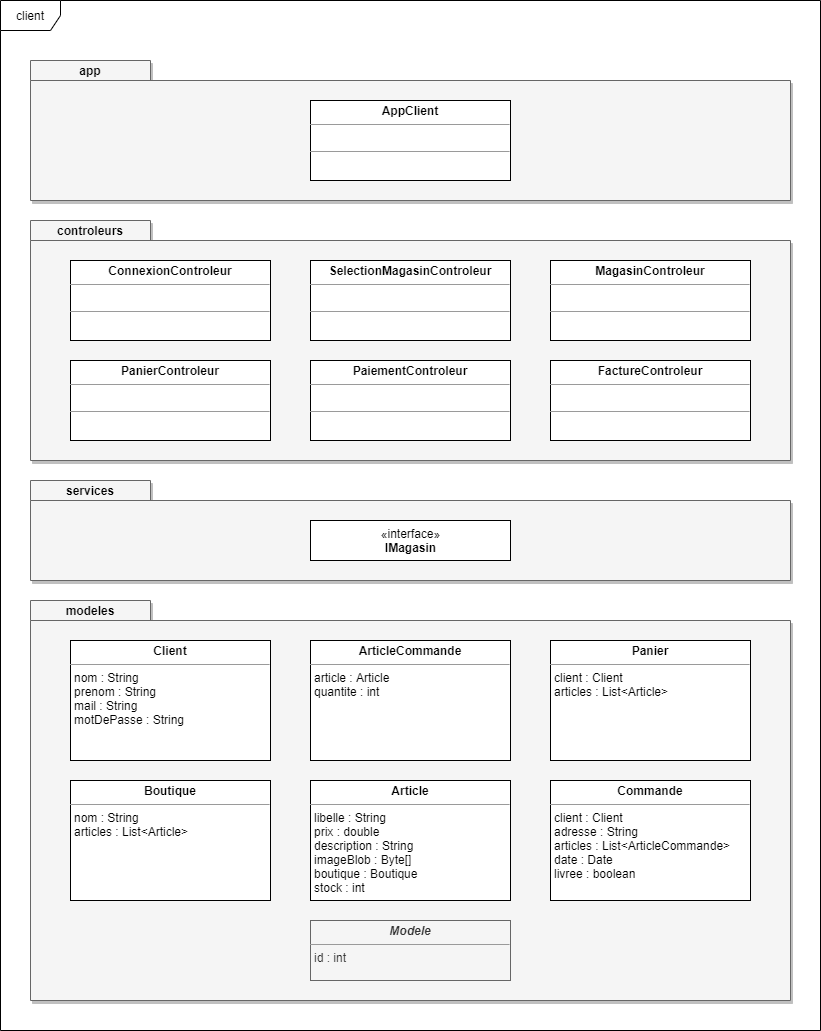 client
app
AppClient
controleurs
ConnexionControleur
SelectionMagasinControleur
MagasinControleur
PanierControleur
PaiementControleur
FactureControleur
services
«interface»
IMagasin
modeles
Client
nom : String
prenom : String
mail : String
motDePasse : String
ArticleCommande
article : Article
quantite : int
Panier
client : Client
articles : List<Article>
Boutique
nom : String
articles : List<Article>
Article
libelle : String
prix : double
description : String
imageBlob : Byte[]
boutique : Boutique
stock : int
Commande
client : Client
adresse : String
articles : List<ArticleCommande>
date : Date
livree : boolean
Modele
id : int